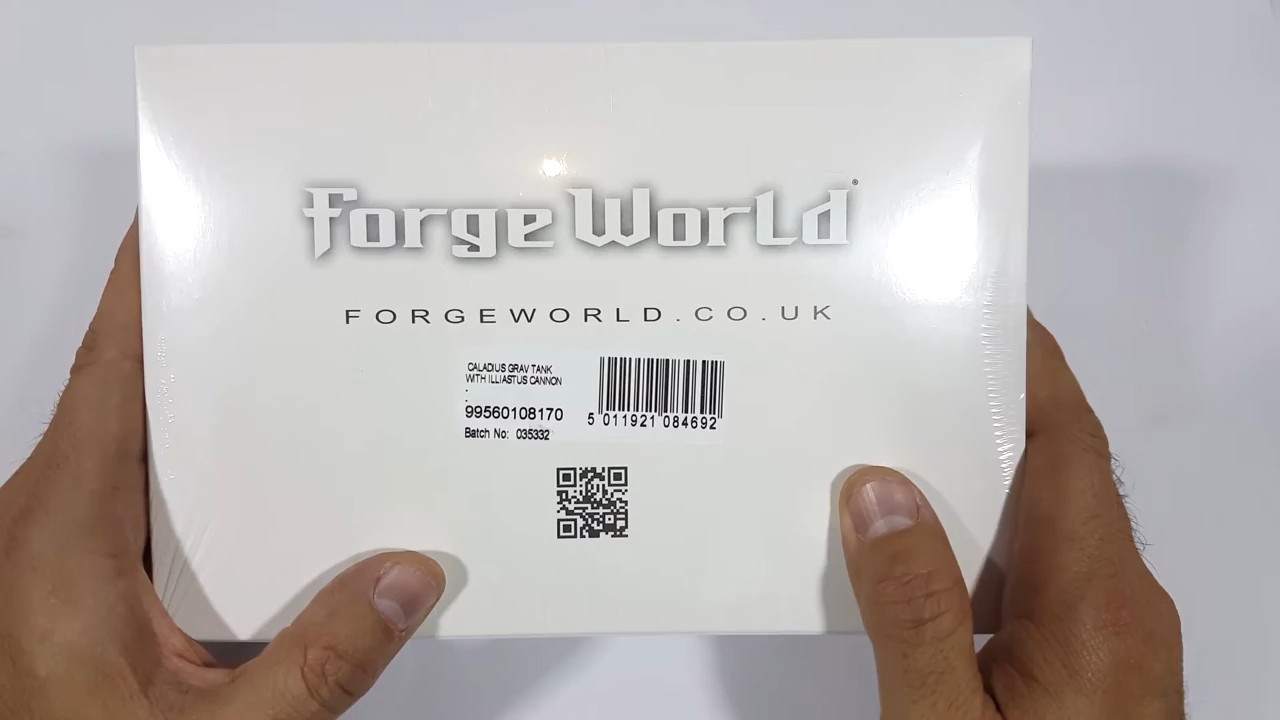 Forge World®
FORGEWORLD.CO.UK
CALADIUS GRAV TANK
WITH ILLIASTUS CANNON
-
-
99560108170
Batch No: 035332
5 011921 084692